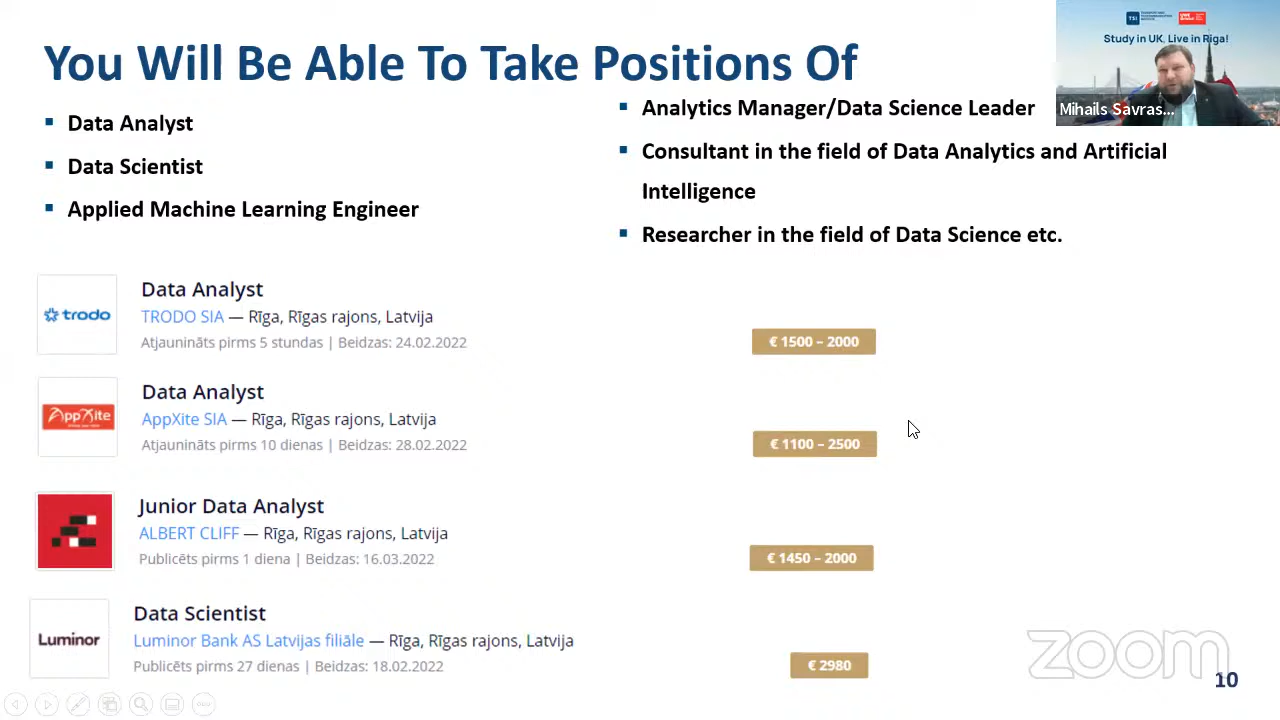 You Will Be Able To Take Positions Of
Data Analyst
Data Scientist
Applied Machine Learning Engineer
Analytics Manager/Data Science Leader
Consultant in the field of Data Analytics and Artificial
Intelligence
Researcher in the field of Data Science etc.
Study in UK, Live in Riga!
Mihails Savras...
trodo
Data Analyst
TRODO SIA — Rīga, Rīgas rajons, Latvija
Atjaunināts pirms 5 stundas | Beidzas: 24.02.2022
€ 1500 – 2000
AppXite
Data Analyst
AppXite SIA — Rīga, Rīgas rajons, Latvija
Atjaunināts pirms 10 dienas | Beidzas: 28.02.2022
€ 1100 – 2500
Junior Data Analyst
ALBERT CLIFF — Rīga, Rīgas rajons, Latvija
Publicēts pirms 1 diena | Beidzas: 16.03.2022
€ 1450 – 2000
Luminor
Data Scientist
Luminor Bank AS Latvijas filiāle — Rīga, Rīgas rajons, Latvija
Publicēts pirms 27 dienas | Beidzas: 18.02.2022
€ 2980
zoom
10